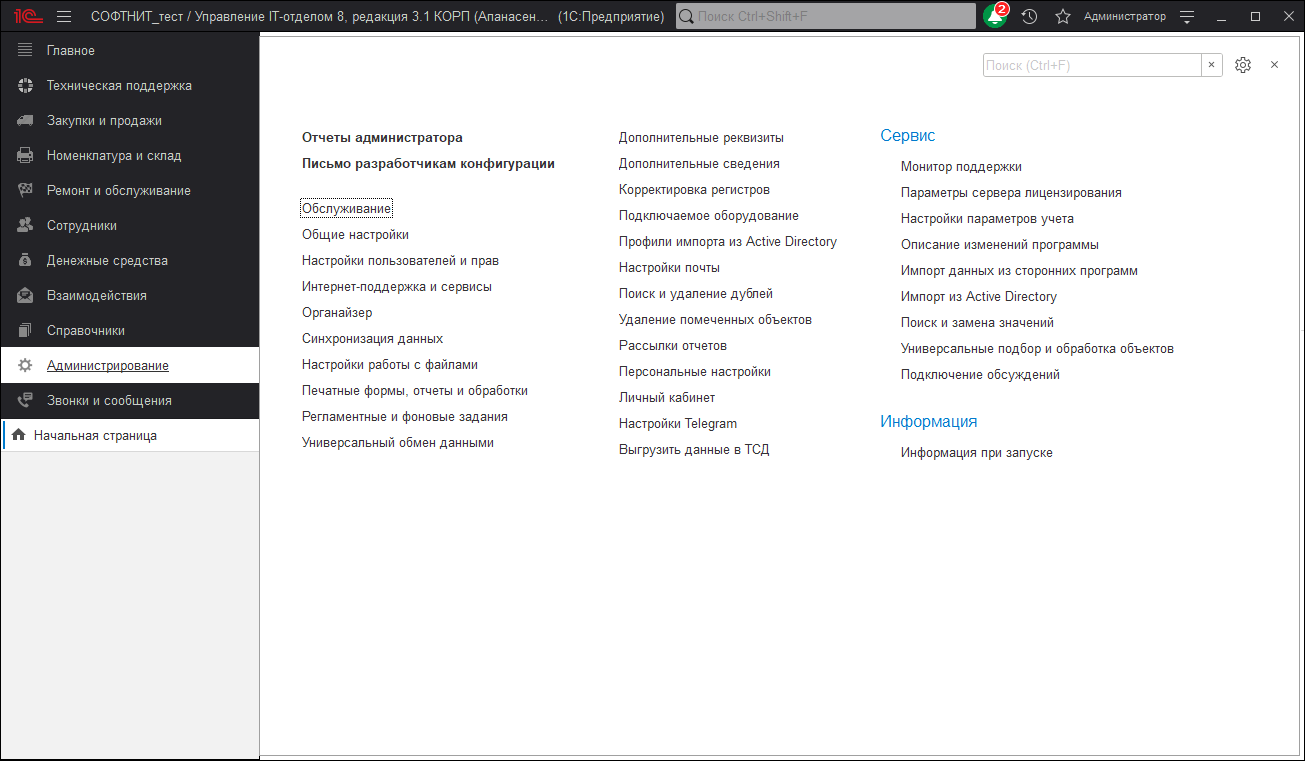 1С СОФТНИТ_тест / Управление IT-отделом 8, редакция 3.1 КОРП (Апанасен... (1С:Предприятие) Поиск Ctrl+Shift+F 2 Администратор
Главное
Техническая поддержка
Закупки и продажи
Номенклатура и склад
Ремонт и обслуживание
Сотрудники
Денежные средства
Взаимодействия
Справочники
Администрирование
Звонки и сообщения
Начальная страница
Поиск (Ctrl+F)
Отчеты администратора
Письмо разработчикам конфигурации
Обслуживание
Общие настройки
Настройки пользователей и прав
Интернет-поддержка и сервисы
Органайзер
Синхронизация данных
Настройки работы с файлами
Печатные формы, отчеты и обработки
Регламентные и фоновые задания
Универсальный обмен данными
Дополнительные реквизиты
Дополнительные сведения
Корректировка регистров
Подключаемое оборудование
Профили импорта из Active Directory
Настройки почты
Поиск и удаление дублей
Удаление помеченных объектов
Рассылки отчетов
Персональные настройки
Личный кабинет
Настройки Telegram
Выгрузить данные в ТСД
Сервис
Монитор поддержки
Параметры сервера лицензирования
Настройки параметров учета
Описание изменений программы
Импорт данных из сторонних программ
Импорт из Active Directory
Поиск и замена значений
Универсальные подбор и обработка объектов
Подключение обсуждений
Информация
Информация при запуске